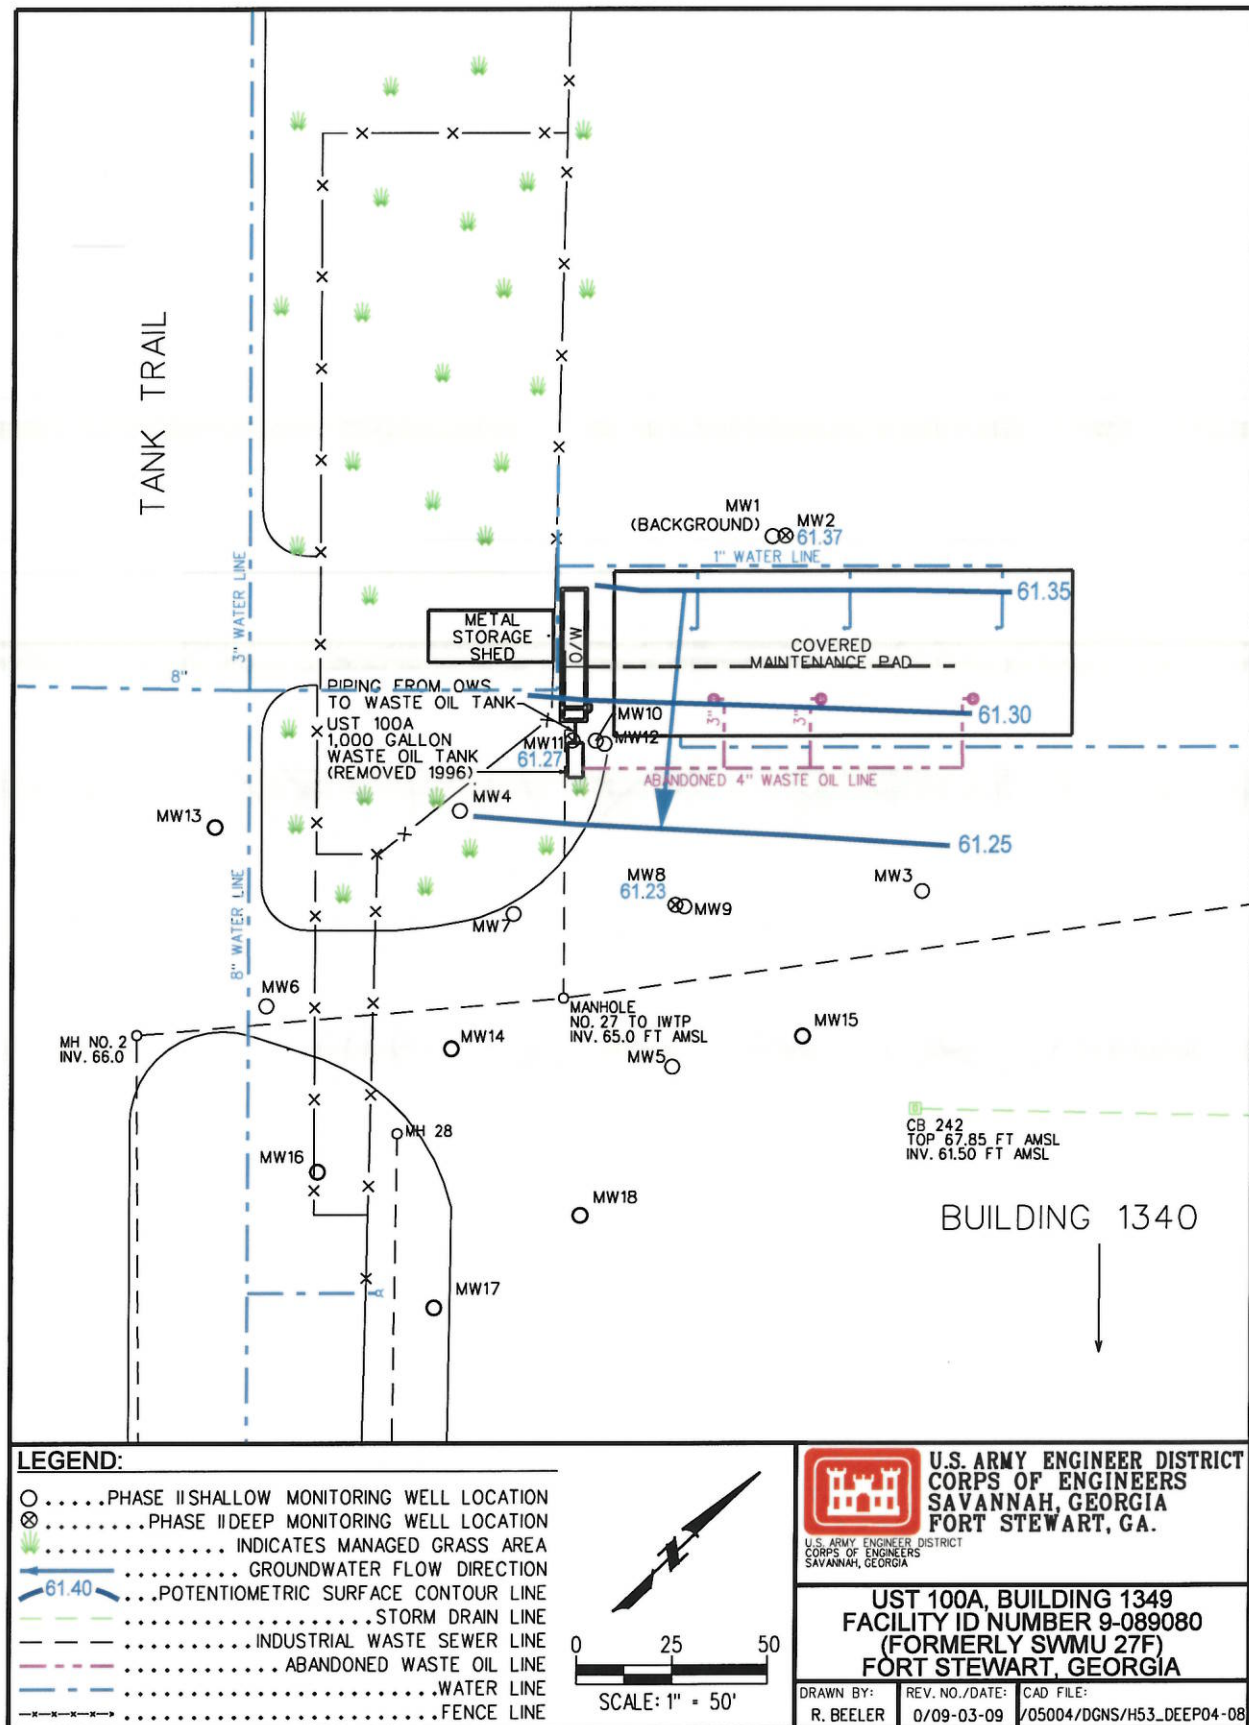 TANK TRAIL
3" WATER LINE
8"
8" WATER LINE
MW1
(BACKGROUND)
MW2
61.37
1" WATER LINE
61.35
METAL
STORAGE
SHED
O/W
COVERED
MAINTENANCE PAD
PIPING FROM OWS
TO WASTE OIL TANK
UST 100A
1,000 GALLON
WASTE OIL TANK
(REMOVED 1996)
MW10
MW11
61.27
MW12
3"
3"
61.30
ABANDONED 4" WASTE OIL LINE
MW4
MW13
61.25
MW8
61.23
MW9
MW3
MW7
MW6
MANHOLE
NO. 27 TO IWTP
INV. 65.0 FT AMSL
MH NO. 2
INV. 66.0
MW14
MW15
MW5
CB 242
TOP 67.85 FT AMSL
INV. 61.50 FT AMSL
MH 28
MW16
MW18
BUILDING 1340
MW17
LEGEND:
.....PHASE II SHALLOW MONITORING WELL LOCATION
........PHASE II DEEP MONITORING WELL LOCATION
.............INDICATES MANAGED GRASS AREA
........GROUNDWATER FLOW DIRECTION
61.40 ...POTENTIOMETRIC SURFACE CONTOUR LINE
..................STORM DRAIN LINE
..........INDUSTRIAL WASTE SEWER LINE
............ABANDONED WASTE OIL LINE
......................WATER LINE
......................FENCE LINE
N
0 25 50
SCALE: 1" = 50'
U.S. ARMY ENGINEER DISTRICT
CORPS OF ENGINEERS
SAVANNAH, GEORGIA
FORT STEWART, GA.
U.S. ARMY ENGINEER DISTRICT
CORPS OF ENGINEERS
SAVANNAH, GEORGIA
UST 100A, BUILDING 1349
FACILITY ID NUMBER 9-089080
(FORMERLY SWMU 27F)
FORT STEWART, GEORGIA
DRAWN BY:
R. BEELER
REV. NO./DATE:
0/09-03-09
CAD FILE:
/05004/DGNS/H53_DEEP04-08